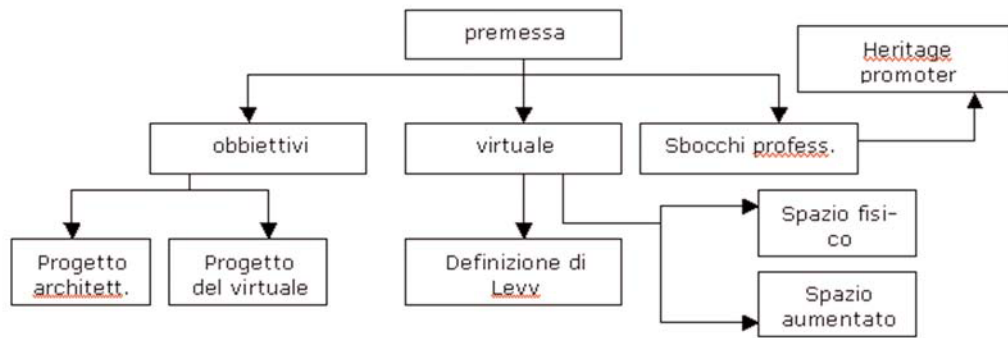 premessa
Heritage
promoter
obbiettivi
virtuale
Sbocchi profess.
Spazio fisi-
co
Progetto
architett.
Progetto
del virtuale
Definizione di
Levv
Spazio
aumentato